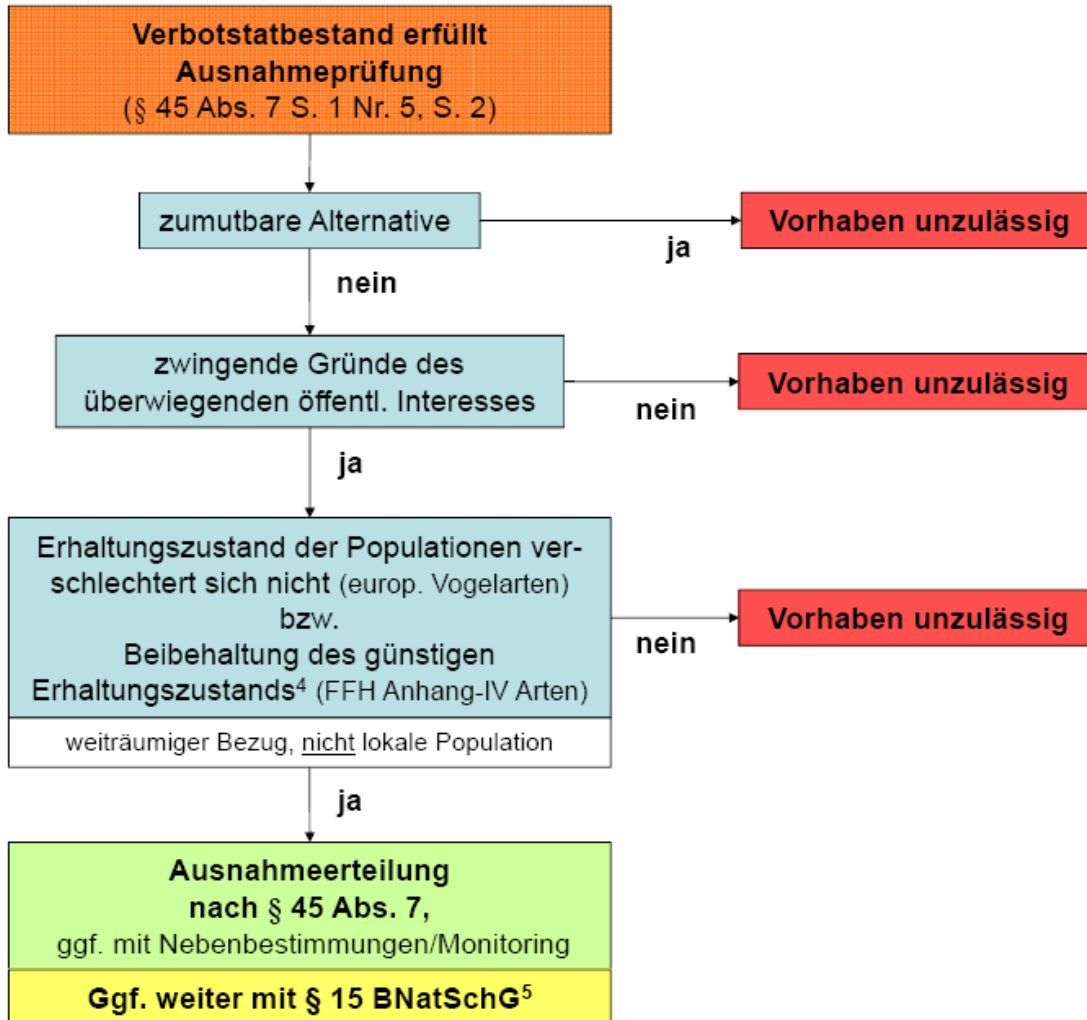 Verbotstatbestand erfüllt
Ausnahmeprüfung
(§ 45 Abs. 7 S. 1 Nr. 5, S. 2)
zumutbare Alternative
Vorhaben unzulässig
ja
nein
zwingende Gründe des
überwiegenden öffentl. Interesses
Vorhaben unzulässig
nein
ja
Erhaltungszustand der Populationen ver-
schlechtert sich nicht (europ. Vogelarten)
bzw.
Beibehaltung des günstigen
Erhaltungszustands⁴ (FFH Anhang-IV Arten)
Vorhaben unzulässig
nein
weiträumiger Bezug, nicht lokale Population
ja
Ausnahmeerteilung
nach § 45 Abs. 7,
ggf. mit Nebenbestimmungen/Monitoring
Ggf. weiter mit § 15 BNatSchG⁵